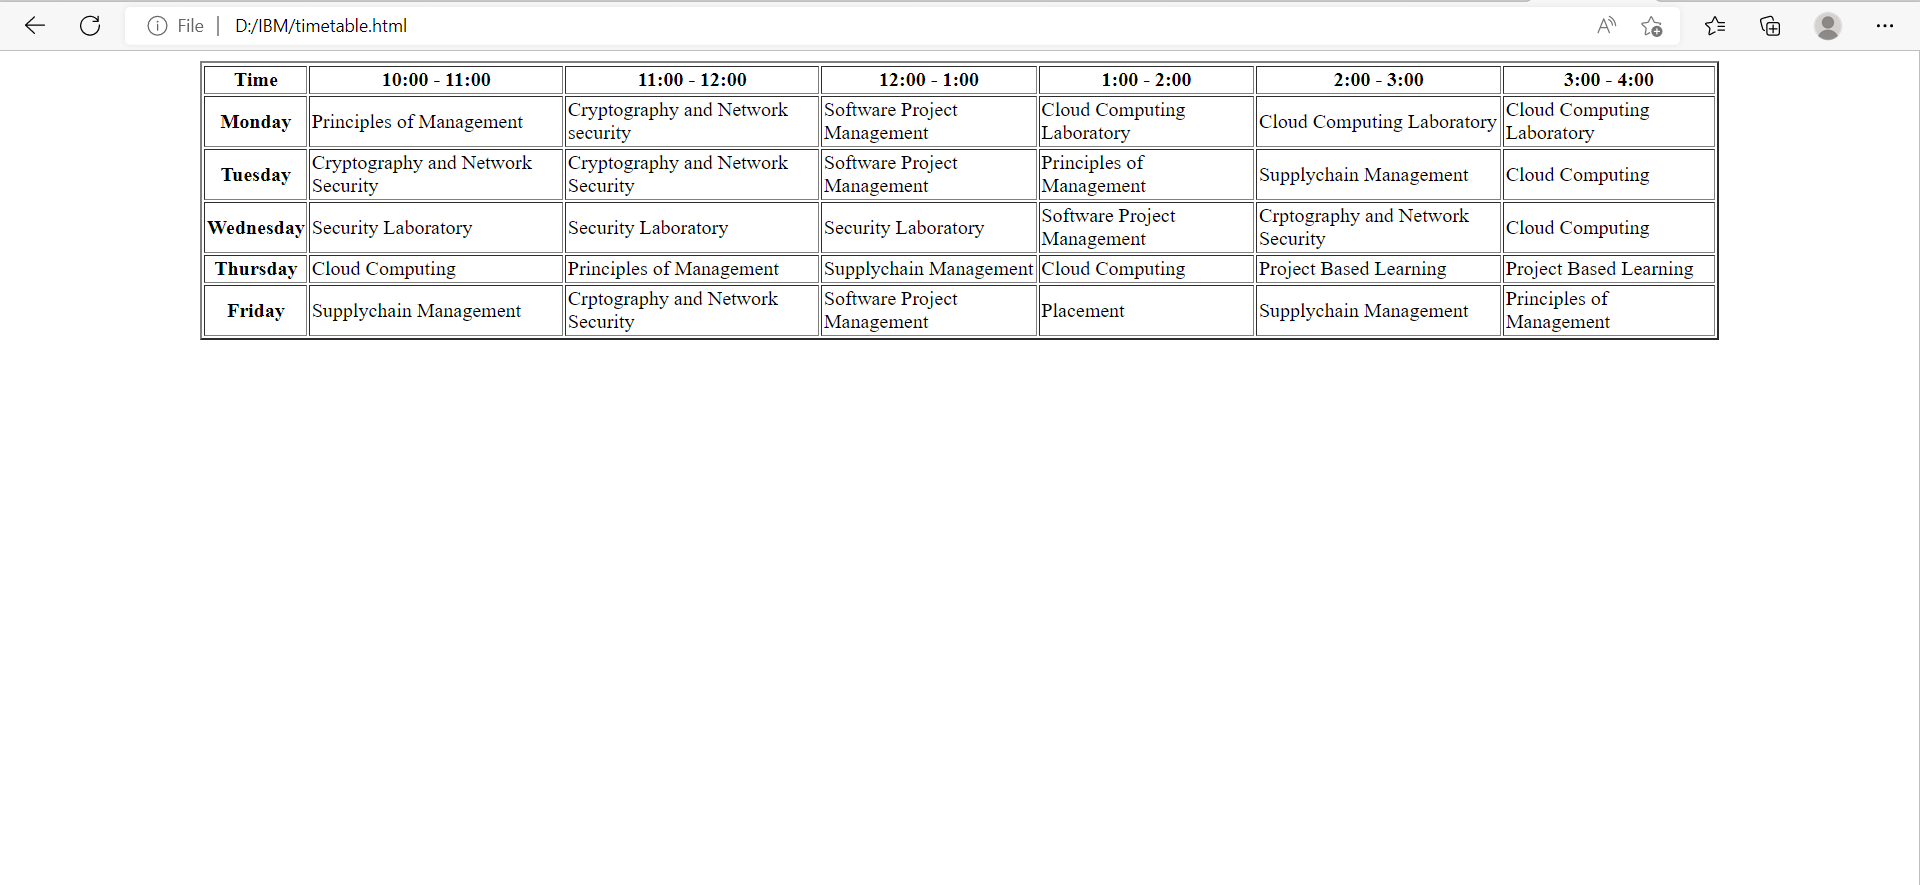 File | D:/IBM/timetable.html
Time 10:00 - 11:00 11:00 - 12:00 12:00 - 1:00 1:00 - 2:00 2:00 - 3:00 3:00 - 4:00
Monday Principles of Management Cryptography and Network security Software Project Management Cloud Computing Laboratory Cloud Computing Laboratory Cloud Computing Laboratory
Tuesday Cryptography and Network Security Cryptography and Network Security Software Project Management Principles of Management Supplychain Management Cloud Computing
Wednesday Security Laboratory Security Laboratory Security Laboratory Software Project Management Crptography and Network Security Cloud Computing
Thursday Cloud Computing Principles of Management Supplychain Management Cloud Computing Project Based Learning Project Based Learning
Friday Supplychain Management Crptography and Network Security Software Project Management Placement Supplychain Management Principles of Management